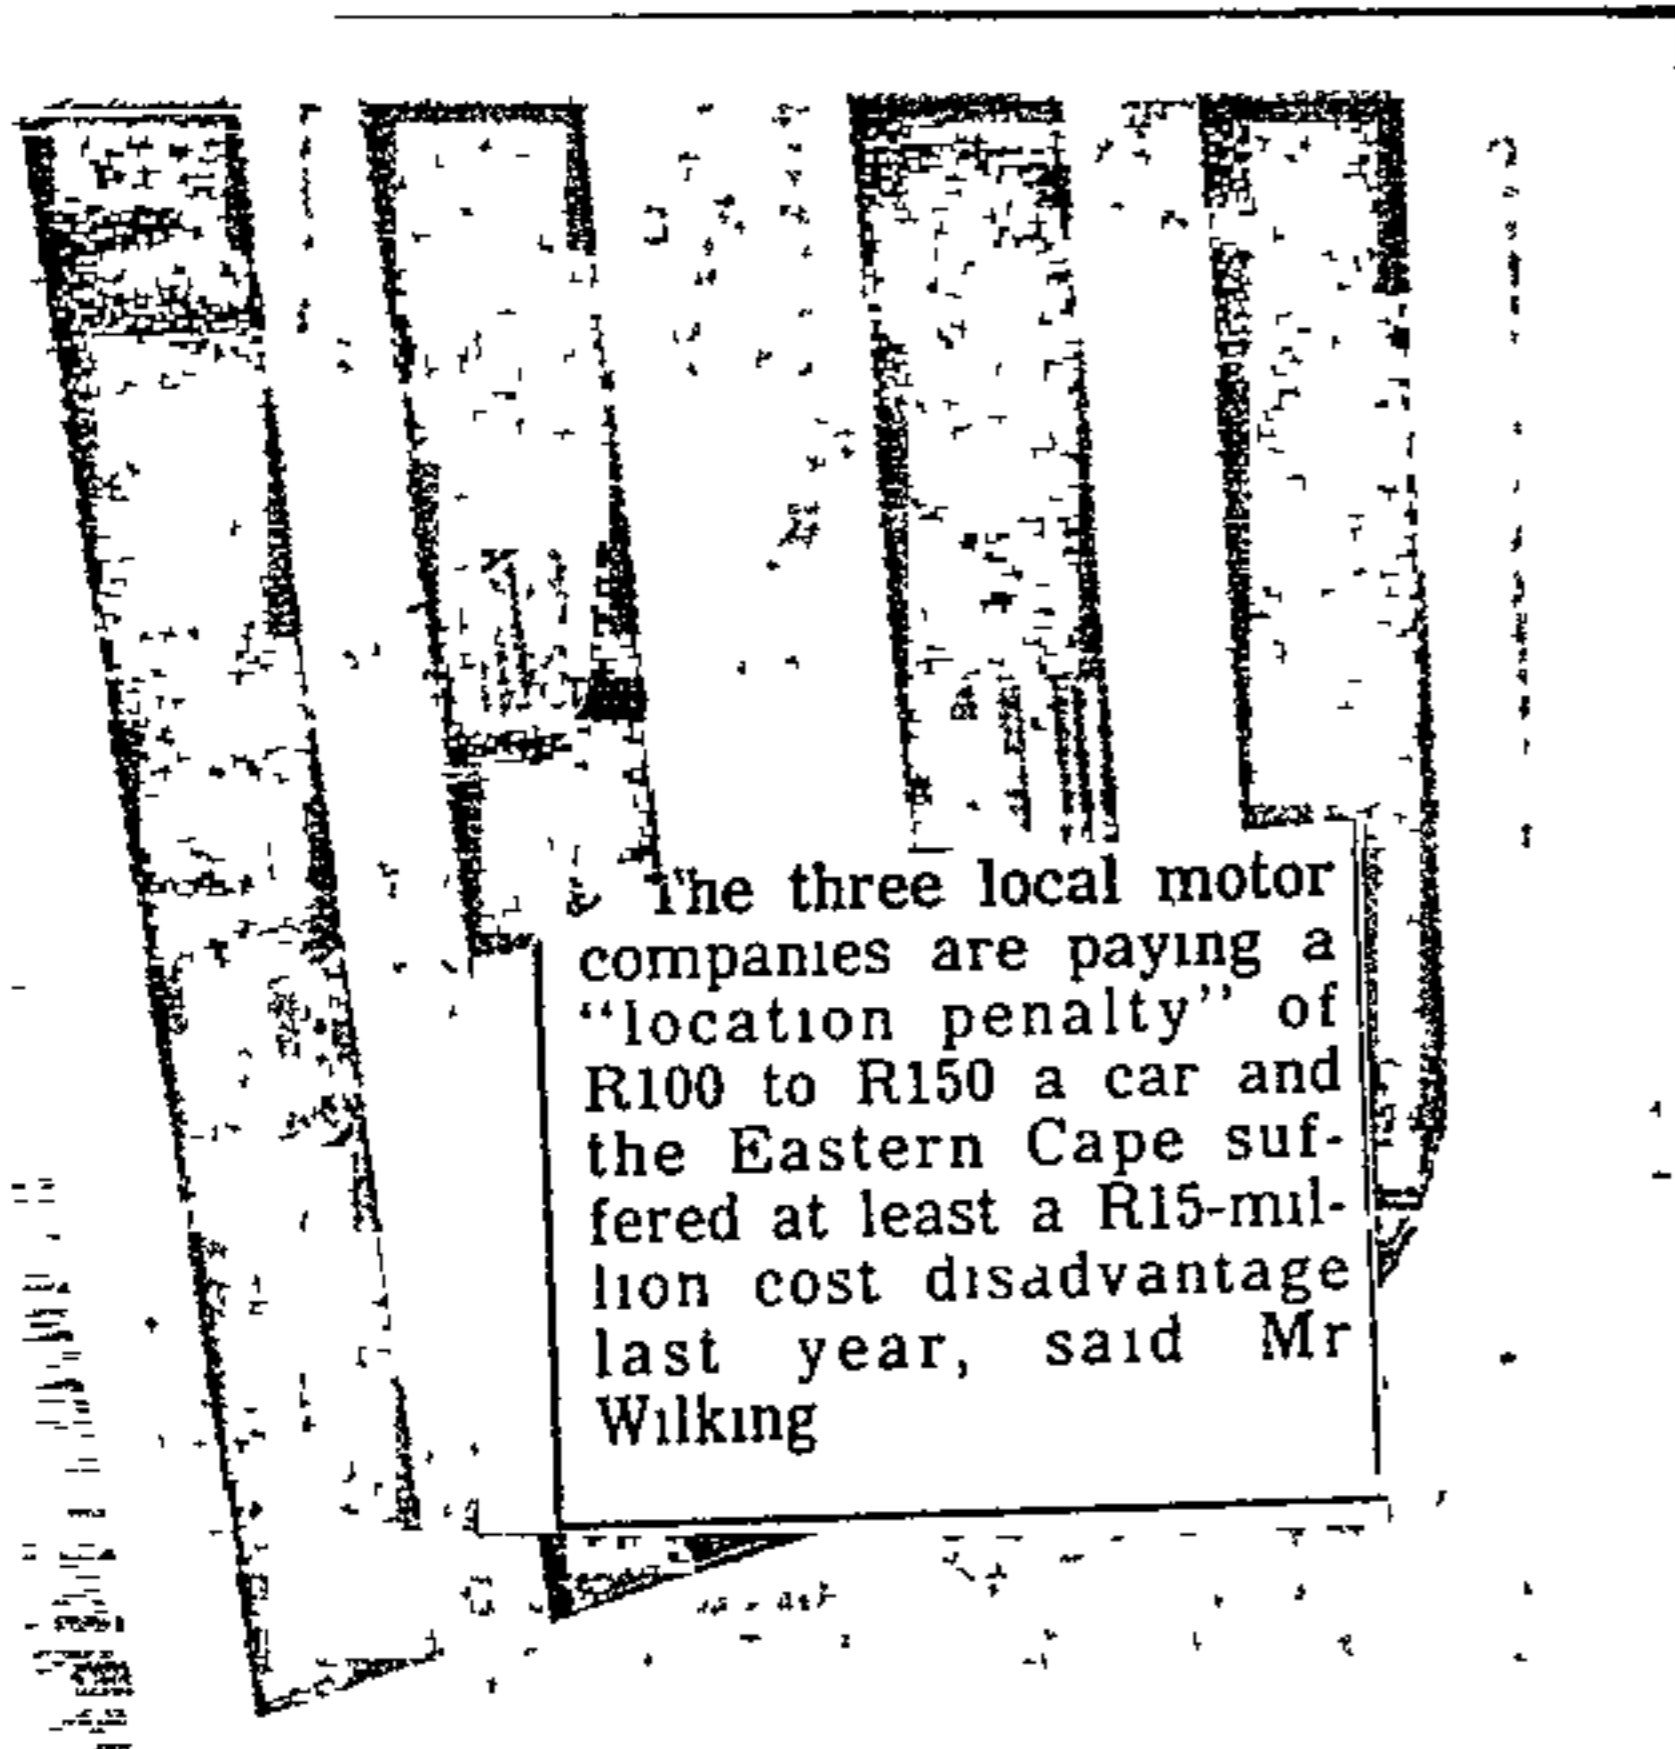 The three local motor
companies are paying a
“location penalty” of
R100 to R150 a car and
the Eastern Cape suf-
fered at least a R15-mil-
lion cost disadvantage
last year, said Mr
Wilking